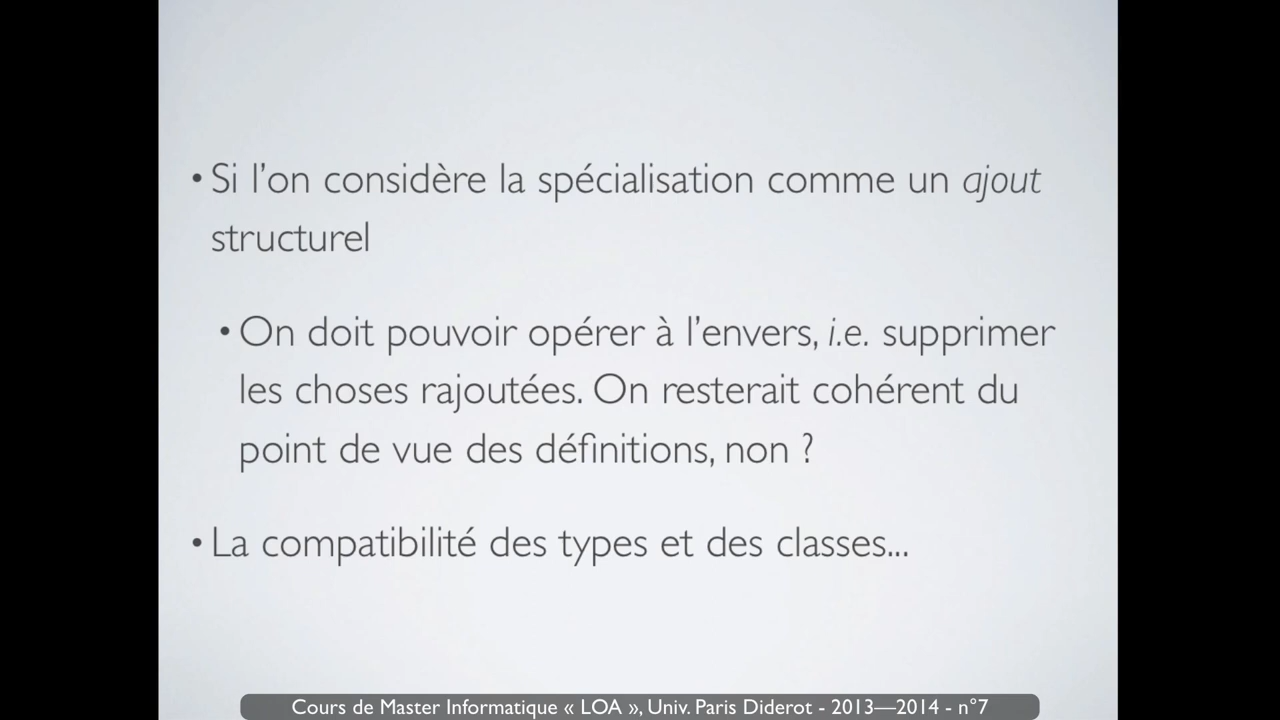 • Si l'on considère la spécialisation comme un ajout
structurel
• On doit pouvoir opérer à l'envers, i.e. supprimer
les choses rajoutées. On resterait cohérent du
point de vue des définitions, non ?
• La compatibilité des types et des classes...
Cours de Master Informatique « LOA », Univ. Paris Diderot - 2013—2014 - n°7